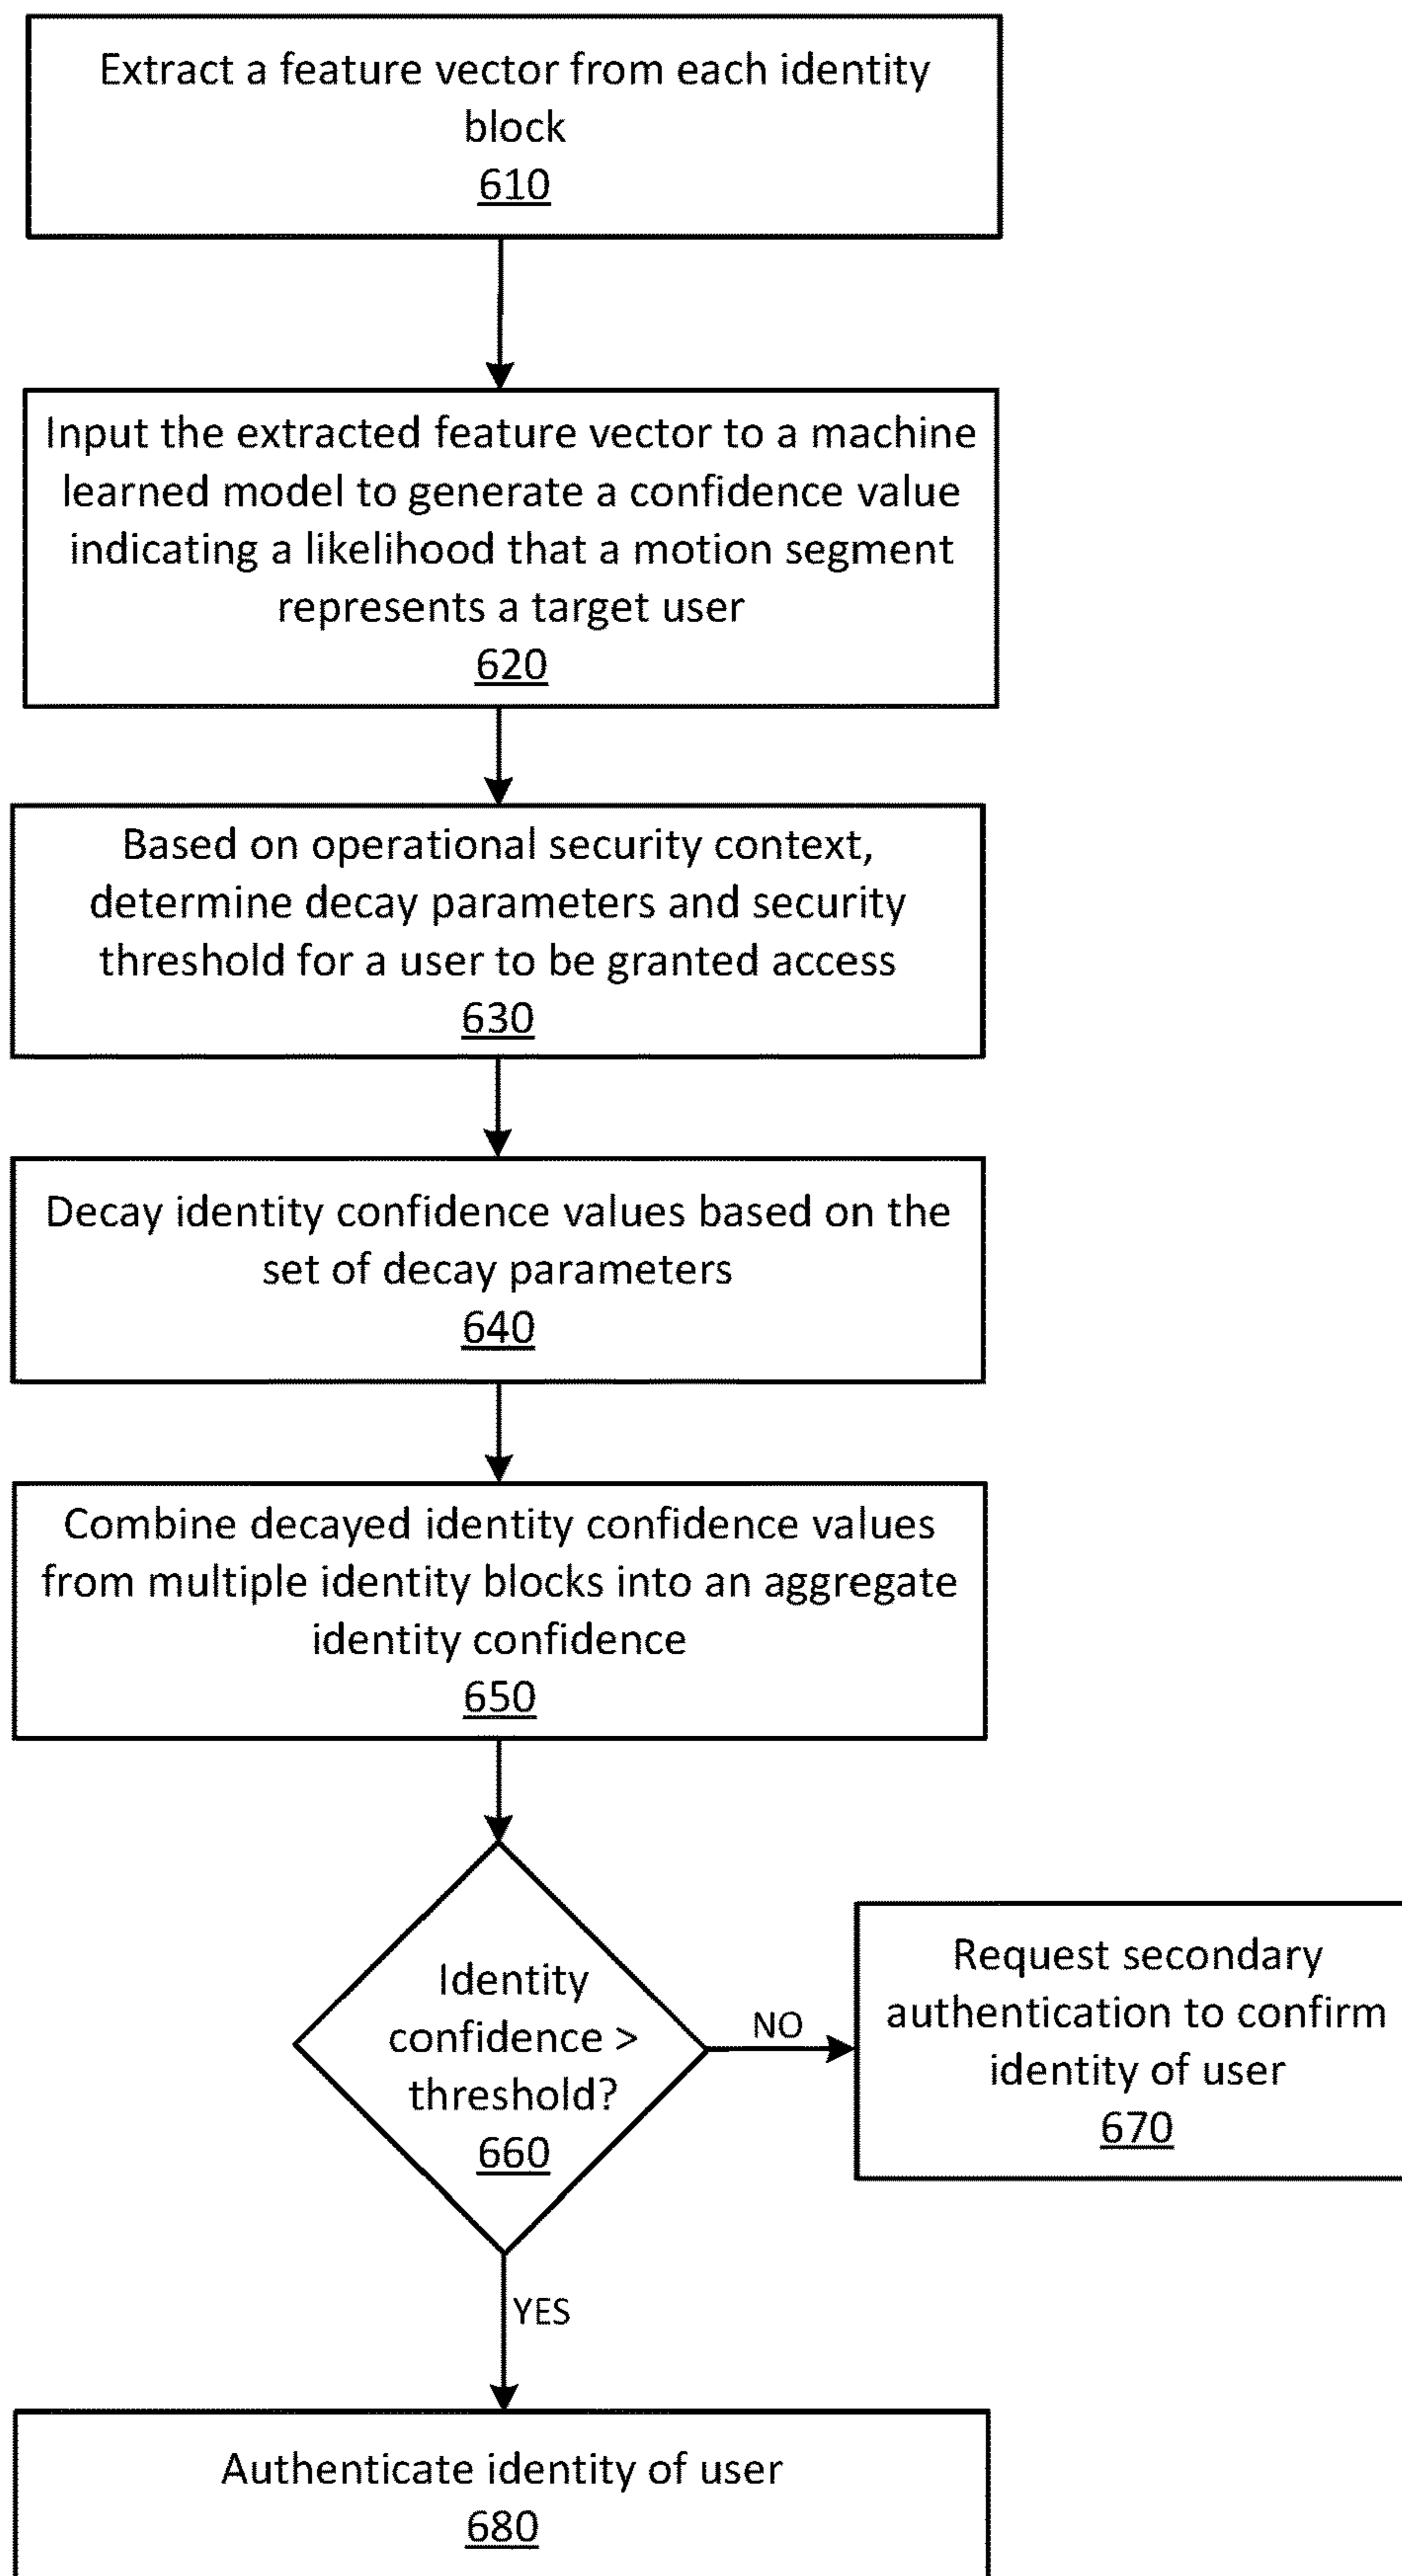 Extract a feature vector from each identity
block
610
Input the extracted feature vector to a machine
learned model to generate a confidence value
indicating a likelihood that a motion segment
represents a target user
620
Based on operational security context,
determine decay parameters and security
threshold for a user to be granted access
630
Decay identity confidence values based on the
set of decay parameters
640
Combine decayed identity confidence values
from multiple identity blocks into an aggregate
identity confidence
650
Identity
confidence >
threshold?
660
NO
Request secondary
authentication to confirm
identity of user
670
YES
Authenticate identity of user
680